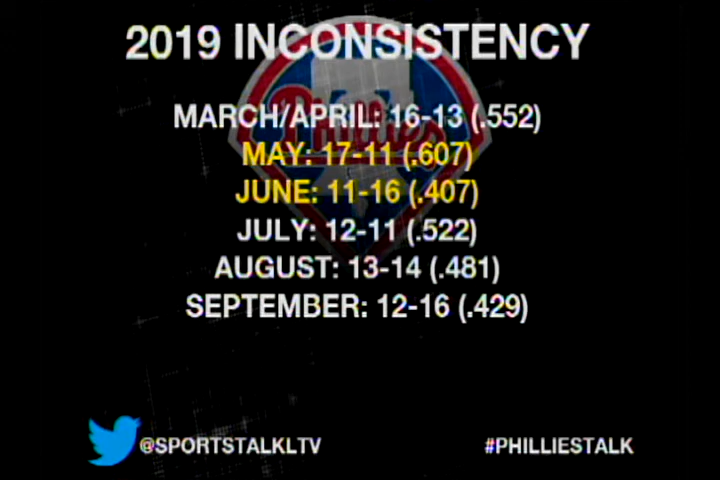 2019 INCONSISTENCY
Phillies
MARCH/APRIL: 16-13 (.552)
MAY: 17-11 (.607)
JUNE: 11-16 (.407)
JULY: 12-11 (.522)
AUGUST: 13-14 (.481)
SEPTEMBER: 12-16 (.429)
@SPORTSTALKLTV
#PHILLIESTALK